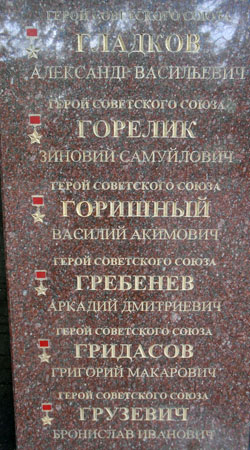 ГЕРОЙ СОВЕТСКОГО СОЮЗА
ГЛАДКОВ
АЛЕКСАНДР ВАСИЛЬЕВИЧ
ГЕРОЙ СОВЕТСКОГО СОЮЗА
ГОРЕЛИК
ЗИНОВИЙ САМУЙЛОВИЧ
ГЕРОЙ СОВЕТСКОГО СОЮЗА
ГОРИШНЫЙ
ВАСИЛИЙ АКИМОВИЧ
ГЕРОЙ СОВЕТСКОГО СОЮЗА
ГРЕБЕНЕВ
АРКАДИЙ ДМИТРИЕВИЧ
ГЕРОЙ СОВЕТСКОГО СОЮЗА
ГРИДАСОВ
ГРИГОРИЙ МАКАРОВИЧ
ГЕРОЙ СОВЕТСКОГО СОЮЗА
ГРУЗЕВИЧ
БРОНИСЛАВ ИВАНОВИЧ